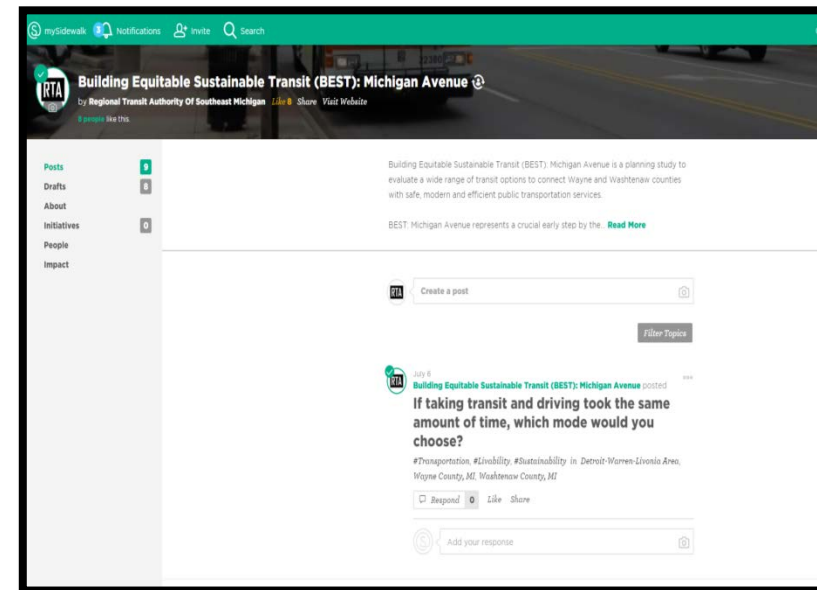 mySidewalk 3 Notifications Invite Search
22300
RTA
Building Equitable Sustainable Transit (BEST): Michigan Avenue
by Regional Transit Authority Of Southeast Michigan Like 8 Share Visit Website
8 people like this.
Posts 9
Drafts 8
About
Initiatives 0
People
Impact
Building Equitable Sustainable Transit (BEST): Michigan Avenue is a planning study to
evaluate a wide range of transit options to connect Wayne and Washtenaw counties
with safe, modern and efficient public transportation services.
BEST: Michigan Avenue represents a crucial early step by the... Read More
RTA Create a post
Filter Topics
RTA
July 6
Building Equitable Sustainable Transit (BEST): Michigan Avenue posted
If taking transit and driving took the same
amount of time, which mode would you
choose?
#Transportation, #Livability, #Sustainability in Detroit-Warren-Livonia Area,
Wayne County, MI, Washtenaw County, MI
Respond 0 Like Share
Add your response